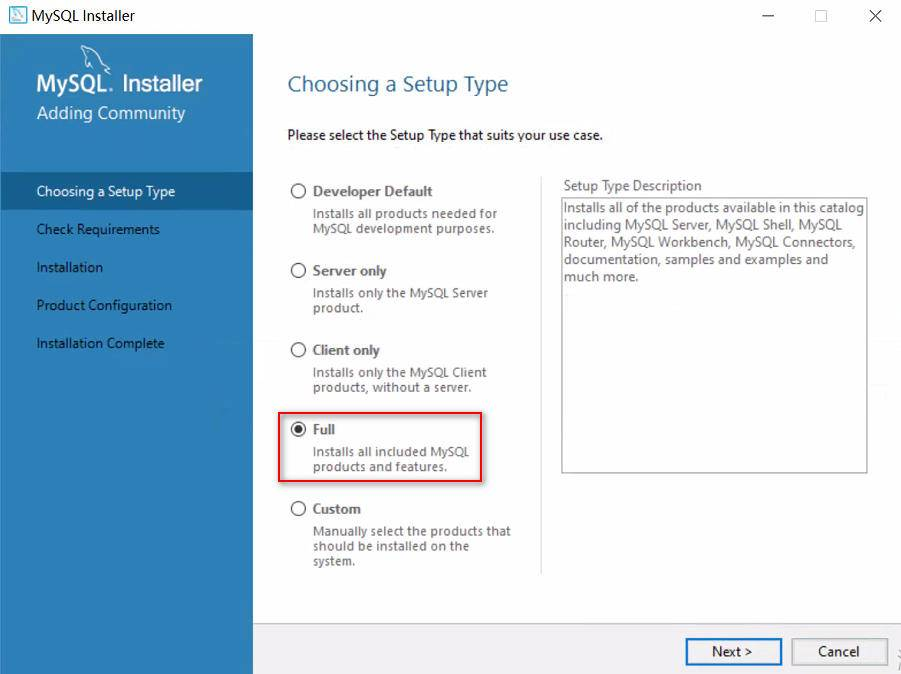 MySQL Installer
MySQL. Installer
Adding Community
Choosing a Setup Type
Check Requirements
Installation
Product Configuration
Installation Complete
Choosing a Setup Type
Please select the Setup Type that suits your use case.
Developer Default
Installs all products needed for
MySQL development purposes.
Server only
Installs only the MySQL Server
product.
Client only
Installs only the MySQL Client
products, without a server.
Full
Installs all included MySQL
products and features.
Custom
Manually select the products that
should be installed on the
system.
Setup Type Description
Installs all of the products available in this catalog
including MySQL Server, MySQL Shell, MySQL
Router, MySQL Workbench, MySQL Connectors,
documentation, samples and examples and
much more.
Next >
Cancel